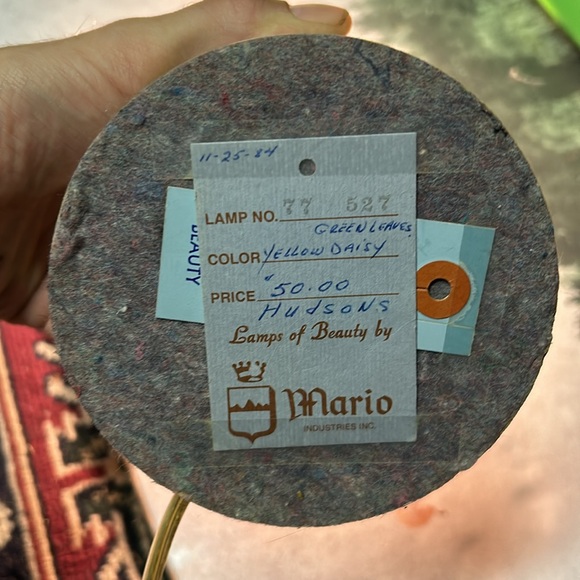 11-25-84
LAMP NO. 77 527
GREEN LEAVES
COLOR YELLOW DAISY
PRICE $50.00
HUDSONS
Lamps of Beauty by
Mario
INDUSTRIES INC.
BEAUTY